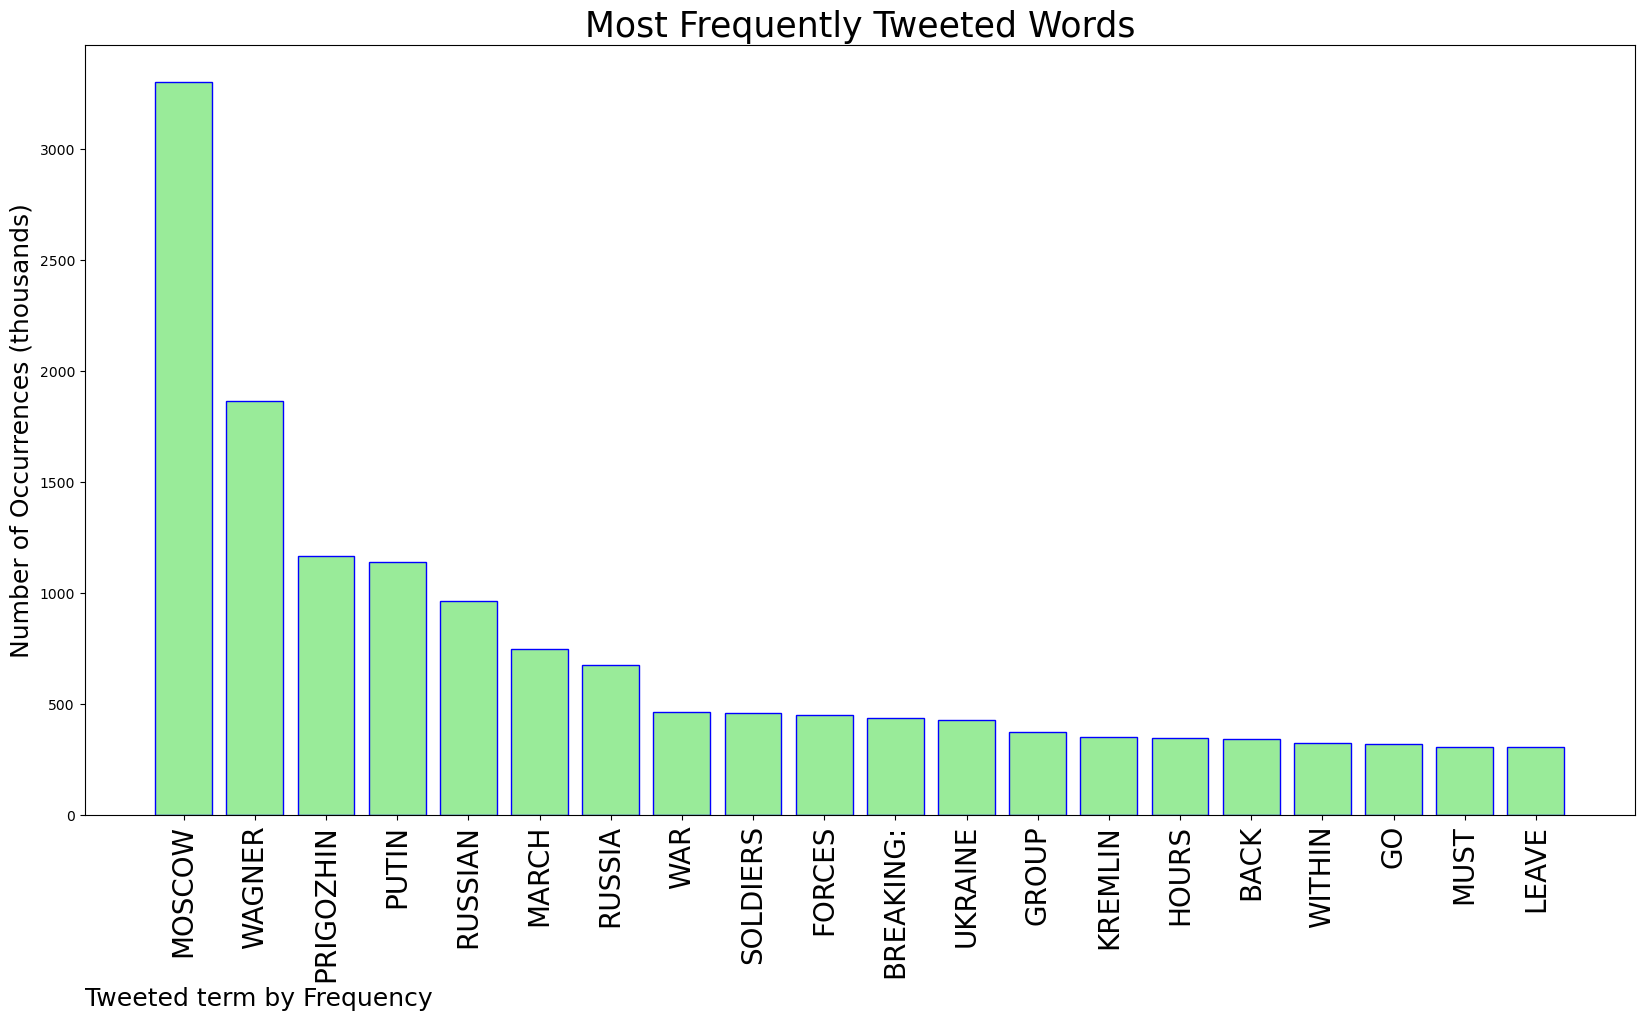 Most Frequently Tweeted Words
Number of Occurrences (thousands)
3000
2500
2000
1500
1000
500
0
MOSCOW
WAGNER
PRIGOZHIN
PUTIN
RUSSIAN
MARCH
RUSSIA
WAR
SOLDIERS
FORCES
BREAKING:
UKRAINE
GROUP
KREMLIN
HOURS
BACK
WITHIN
GO
MUST
LEAVE
Tweeted term by Frequency